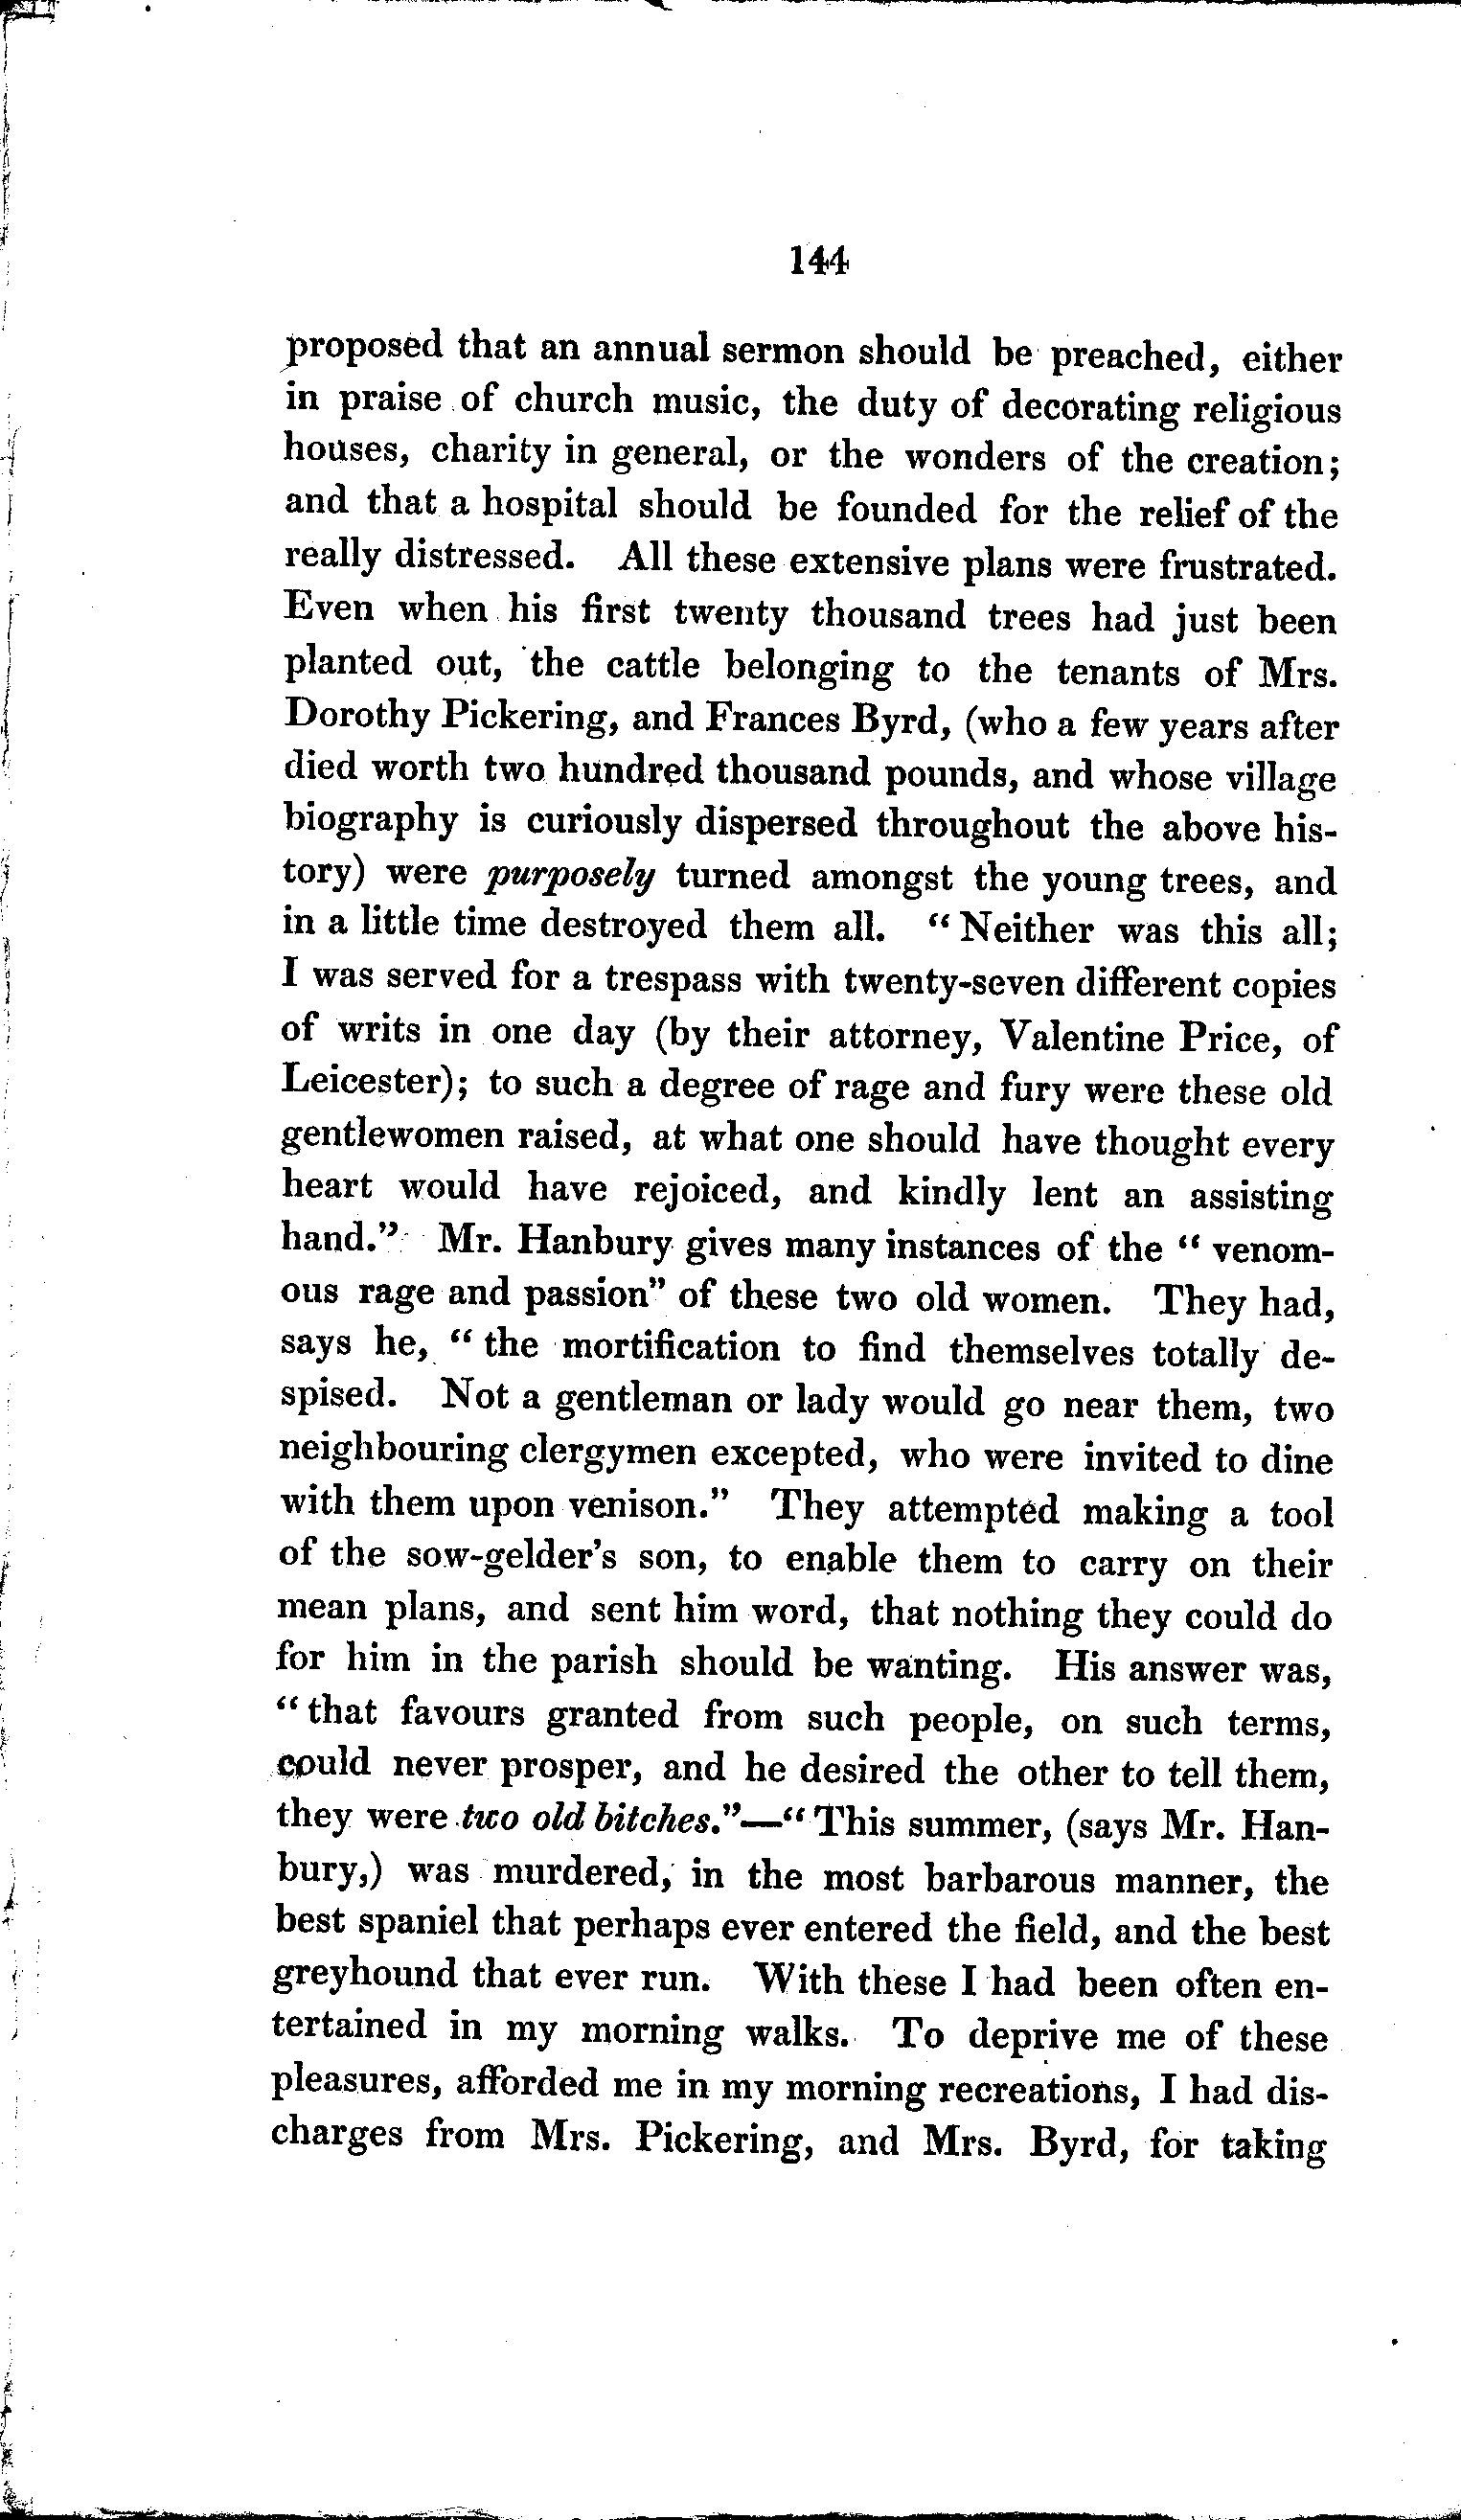 144
proposed that an annual sermon should be preached, either
in praise of church music, the duty of decorating religious
houses, charity in general, or the wonders of the creation;
and that a hospital should be founded for the relief of the
really distressed. All these extensive plans were frustrated.
Even when his first twenty thousand trees had just been
planted out, the cattle belonging to the tenants of Mrs.
Dorothy Pickering, and Frances Byrd, (who a few years after
died worth two hundred thousand pounds, and whose village
biography is curiously dispersed throughout the above his-
tory) were purposely turned amongst the young trees, and
in a little time destroyed them all. “Neither was this all;
I was served for a trespass with twenty-seven different copies
of writs in one day (by their attorney, Valentine Price, of
Leicester); to such a degree of rage and fury were these old
gentlewomen raised, at what one should have thought every
heart would have rejoiced, and kindly lent an assisting
hand.” Mr. Hanbury gives many instances of the “ venom-
ous rage and passion” of these two old women. They had,
says he, “ the mortification to find themselves totally de-
spised. Not a gentleman or lady would go near them, two
neighbouring clergymen excepted, who were invited to dine
with them upon venison.” They attempted making a tool
of the sow-gelder’s son, to enable them to carry on their
mean plans, and sent him word, that nothing they could do
for him in the parish should be wanting. His answer was,
“that favours granted from such people, on such terms,
could never prosper, and he desired the other to tell them,
they were two old bitches.”—“This summer, (says Mr. Han-
bury,) was murdered, in the most barbarous manner, the
best spaniel that perhaps ever entered the field, and the best
greyhound that ever run. With these I had been often en-
tertained in my morning walks. To deprive me of these
pleasures, afforded me in my morning recreations, I had dis-
charges from Mrs. Pickering, and Mrs. Byrd, for taking